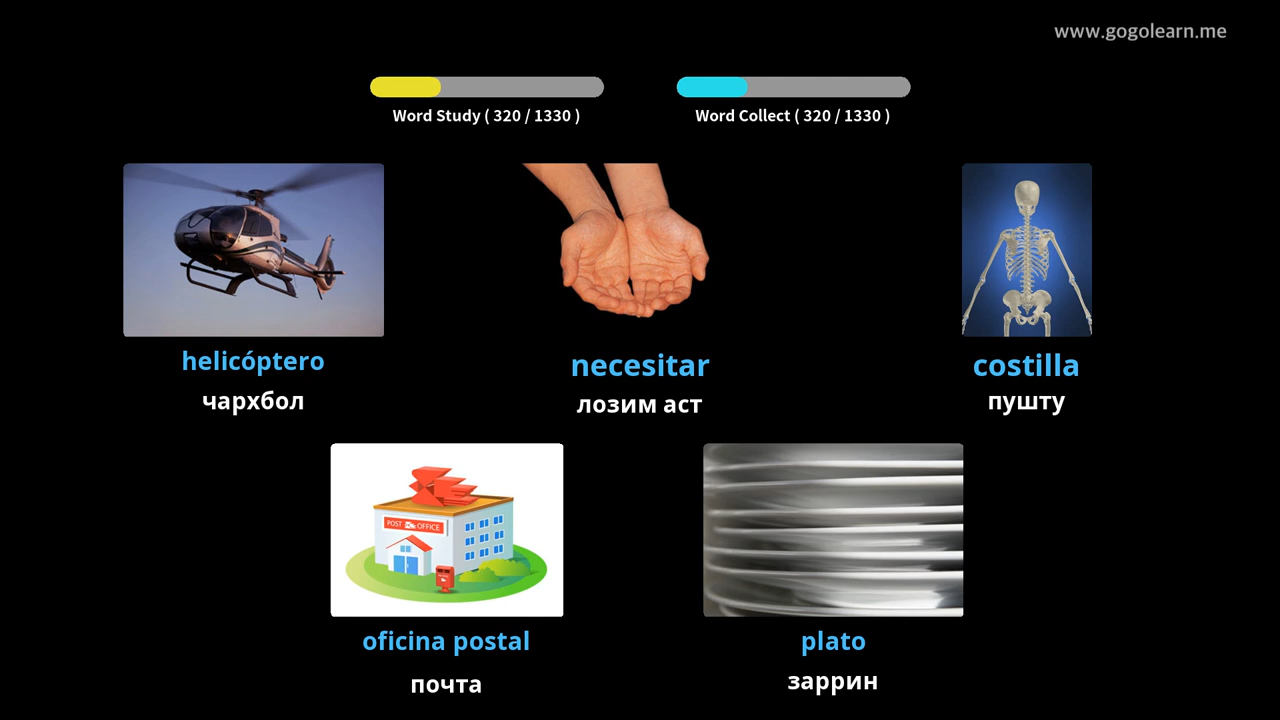 www.gogolearn.me
Word Study ( 320 / 1330 )
Word Collect ( 320 / 1330 )
helicóptero
чархбол
necesitar
лозим аст
costilla
пушту
POST OFFICE
oficina postal
почта
plato
заррин